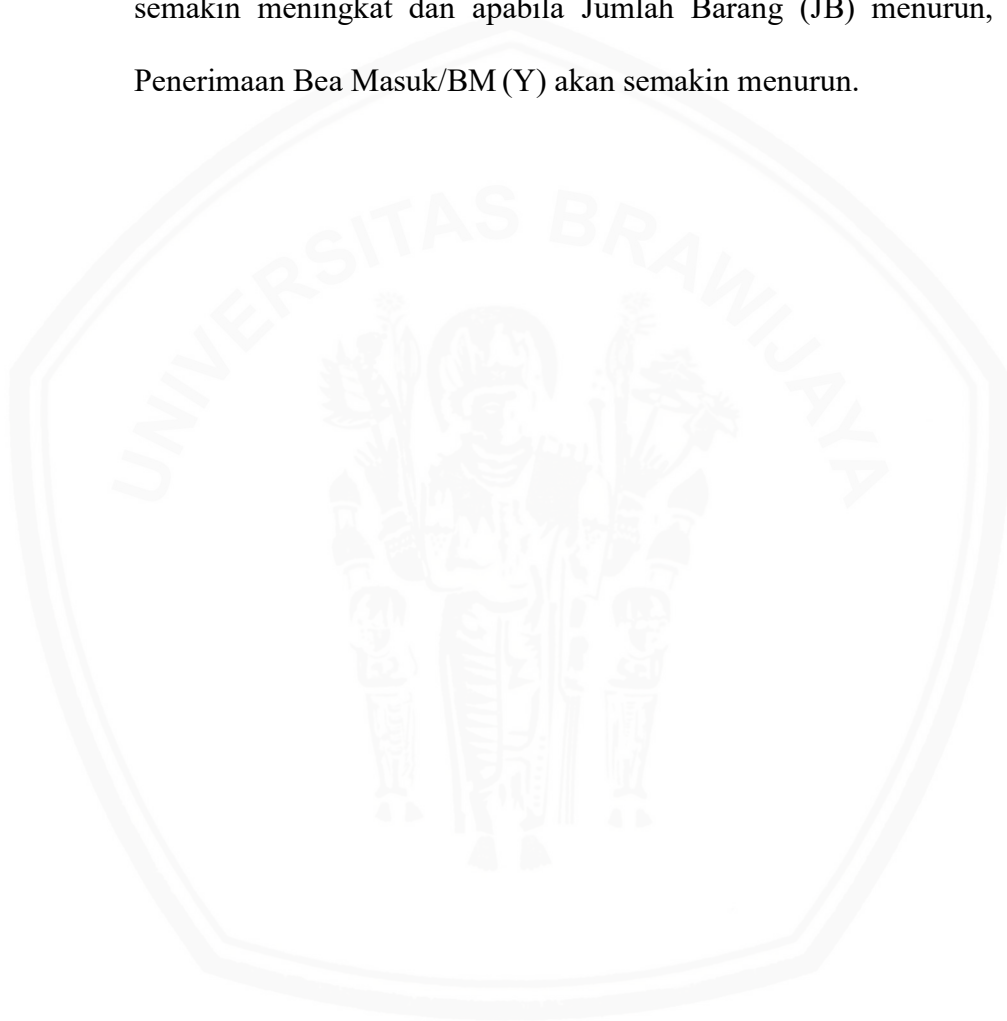 semakin meningkat dan apabila Jumlah Barang (JB) menurun,
Penerimaan Bea Masuk/BM (Y) akan semakin menurun.
UNIVERSITAS BRAWIJAYA